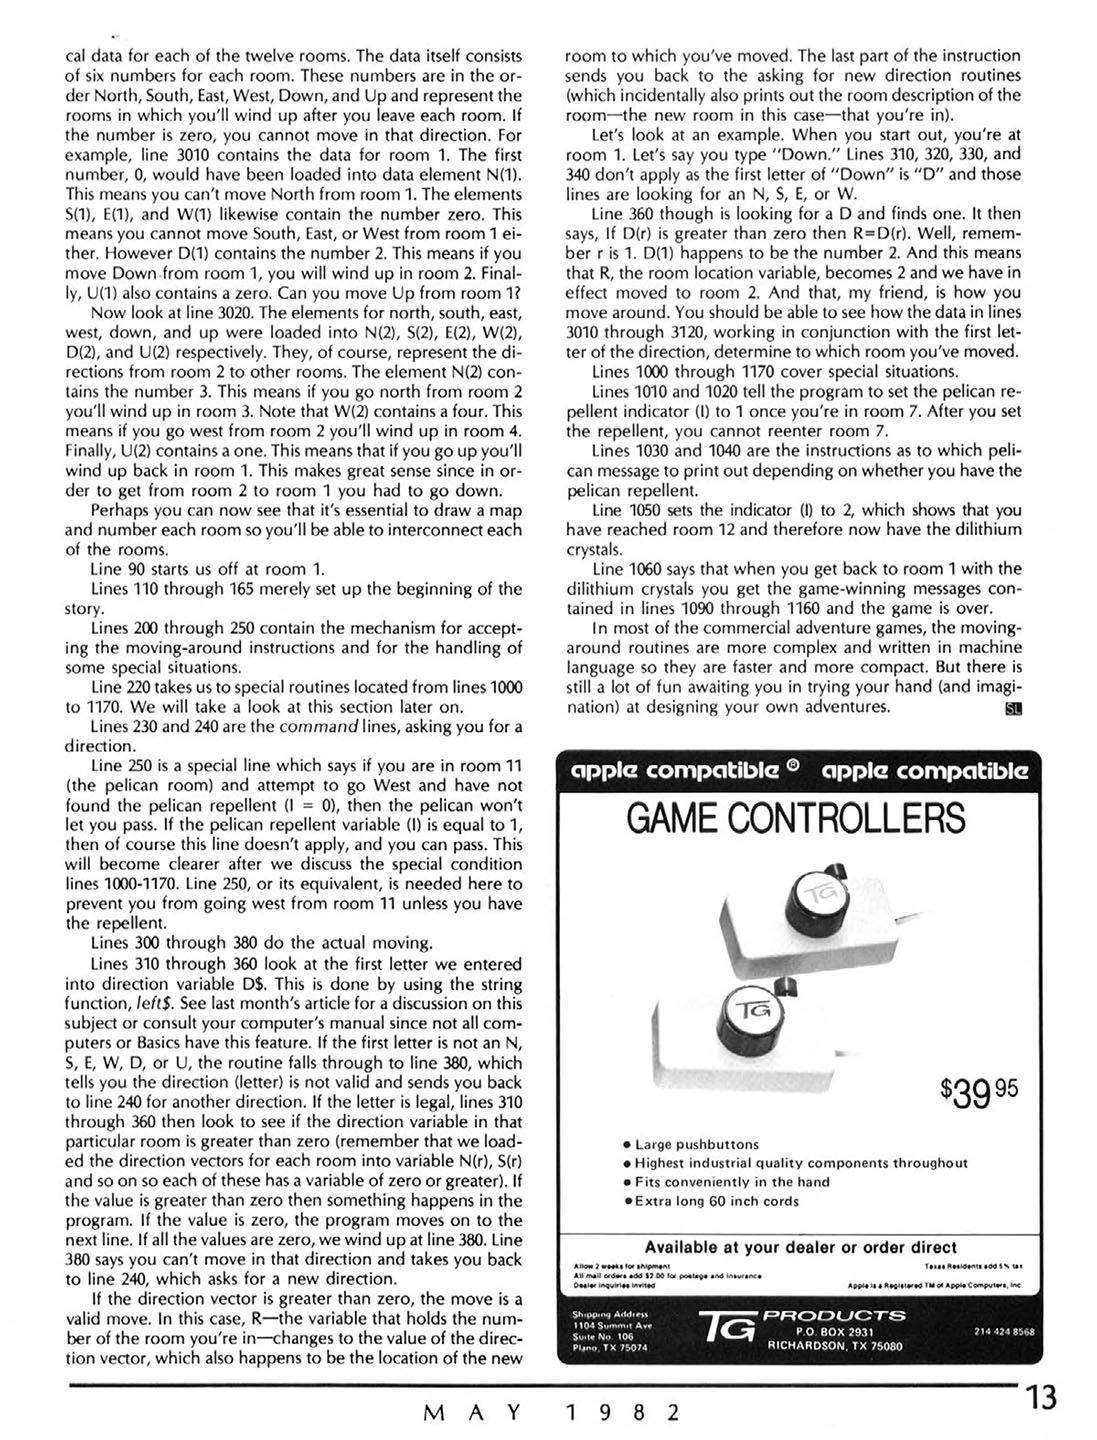 cal data for each of the twelve rooms. The data itself consists
of six numbers for each room. These numbers are in the or-
der North, South, East, West, Down, and Up and represent the
rooms in which you'll wind up after you leave each room. If
the number is zero, you cannot move in that direction. For
example, line 3010 contains the data for room 1. The first
number, 0, would have been loaded into data element N(1).
This means you can't move North from room 1. The elements
S(1), E(1), and W(1) likewise contain the number zero. This
means you cannot move South, East, or West from room 1 ei-
ther. However D(1) contains the number 2. This means if you
move Down from room 1, you will wind up in room 2. Final-
ly, U(1) also contains a zero. Can you move Up from room 1?
Now look at line 3020. The elements for north, south, east,
west, down, and up were loaded into N(2), S(2), E(2), W(2),
D(2), and U(2) respectively. They, of course, represent the di-
rections from room 2 to other rooms. The element N(2) con-
tains the number 3. This means if you go north from room 2
you'll wind up in room 3. Note that W(2) contains a four. This
means if you go west from room 2 you'll wind up in room 4.
Finally, U(2) contains a one. This means that if you go up you'll
wind up back in room 1. This makes great sense since in or-
der to get from room 2 to room 1 you had to go down.
Perhaps you can now see that it's essential to draw a map
and number each room so you'll be able to interconnect each
of the rooms.
Line 90 starts us off at room 1.
Lines 110 through 165 merely set up the beginning of the
story.
Lines 200 through 250 contain the mechanism for accept-
ing the moving-around instructions and for the handling of
some special situations.
Line 220 takes us to special routines located from lines 1000
to 1170. We will take a look at this section later on.
Lines 230 and 240 are the command lines, asking you for a
direction.
Line 250 is a special line which says if you are in room 11
(the pelican room) and attempt to go West and have not
found the pelican repellent (I = 0), then the pelican won't
let you pass. If the pelican repellent variable (I) is equal to 1,
then of course this line doesn't apply, and you can pass. This
will become clearer after we discuss the special condition
lines 1000-1170. Line 250, or its equivalent, is needed here to
prevent you from going west from room 11 unless you have
the repellent.
Lines 300 through 380 do the actual moving.
Lines 310 through 360 look at the first letter we entered
into direction variable D$. This is done by using the string
function, left$. See last month's article for a discussion on this
subject or consult your computer's manual since not all com-
puters or Basics have this feature. If the first letter is not an N,
S, E, W, D, or U, the routine falls through to line 380, which
tells you the direction (letter) is not valid and sends you back
to line 240 for another direction. If the letter is legal, lines 310
through 360 then look to see if the direction variable in that
particular room is greater than zero (remember that we load-
ed the direction vectors for each room into variable N(r), S(r)
and so on so each of these has a variable of zero or greater). If
the value is greater than zero then something happens in the
program. If the value is zero, the program moves on to the
next line. If all the values are zero, we wind up at line 380. Line
380 says you can't move in that direction and takes you back
to line 240, which asks for a new direction.
If the direction vector is greater than zero, the move is a
valid move. In this case, R—the variable that holds the num-
ber of the room you're in—changes to the value of the direc-
tion vector, which also happens to be the location of the new
room to which you've moved. The last part of the instruction
sends you back to the asking for new direction routines
(which incidentally also prints out the room description of the
room—the new room in this case—that you're in).
Let's look at an example. When you start out, you're at
room 1. Let's say you type "Down." Lines 310, 320, 330, and
340 don't apply as the first letter of "Down" is "D" and those
lines are looking for an N, S, E, or W.
Line 360 though is looking for a D and finds one. It then
says, If D(r) is greater than zero then R=D(r). Well, remem-
ber r is 1. D(1) happens to be the number 2. And this means
that R, the room location variable, becomes 2 and we have in
effect moved to room 2. And that, my friend, is how you
move around. You should be able to see how the data in lines
3010 through 3120, working in conjunction with the first let-
ter of the direction, determine to which room you've moved.
Lines 1000 through 1170 cover special situations.
Lines 1010 and 1020 tell the program to set the pelican re-
pellent indicator (I) to 1 once you're in room 7. After you set
the repellent, you cannot reenter room 7.
Lines 1030 and 1040 are the instructions as to which peli-
can message to print out depending on whether you have the
pelican repellent.
Line 1050 sets the indicator (I) to 2, which shows that you
have reached room 12 and therefore now have the dilithium
crystals.
Line 1060 says that when you get back to room 1 with the
dilithium crystals you get the game-winning messages con-
tained in lines 1090 through 1160 and the game is over.
In most of the commercial adventure games, the moving-
around routines are more complex and written in machine
language so they are faster and more compact. But there is
still a lot of fun awaiting you in trying your hand (and imagi-
nation) at designing your own adventures. SL
apple compatible ® apple compatible
GAME CONTROLLERS
TG
TG
$39 95
• Large pushbuttons
• Highest industrial quality components throughout
• Fits conveniently in the hand
• Extra long 60 inch cords
Available at your dealer or order direct
Allow 2 weeks for shipment
All mail orders add $2.00 for postage and insurance
Dealer inquiries invited
Texas Residents add 5% tax
Apple is a Registered TM of Apple Computers, Inc.
Shipping Address
1104 Summit Ave
Suite No. 106
Plano, TX 75074
TG PRODUCTS
P.O. BOX 2931
RICHARDSON, TX 75080
214 424 8568
MAY 1982
13